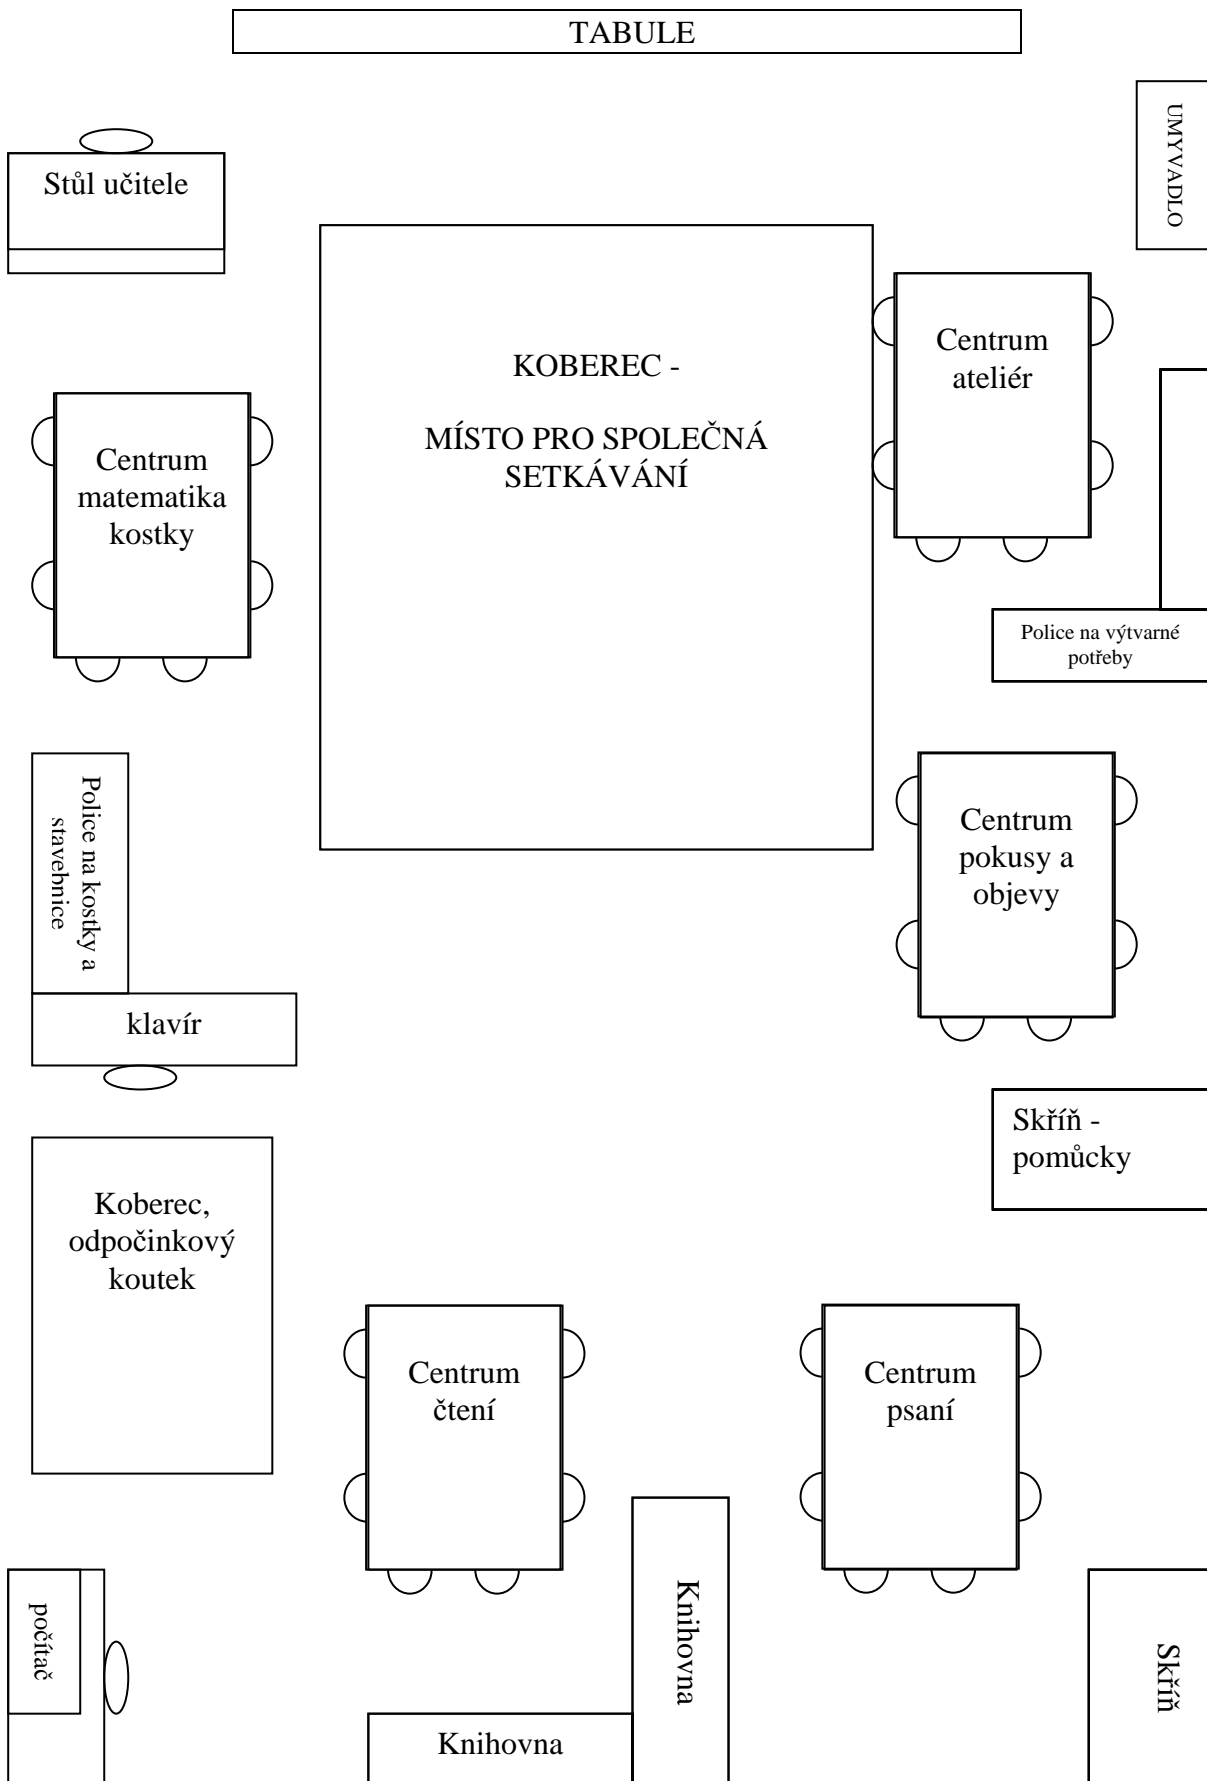 TABULE
UMYVADLO
Stůl učitele
KOBEREC -
MÍSTO PRO SPOLEČNÁ
SETKÁVÁNÍ
Centrum
ateliér
Centrum
matematika
kostky
Police na výtvarné
potřeby
Police na kostky a
stavebnice
Centrum
pokusy a
objevy
klavír
Skříň -
pomůcky
Koberec,
odpočinkový
koutek
Centrum
čtení
Centrum
psaní
počítač
Knihovna
Skříň
Knihovna